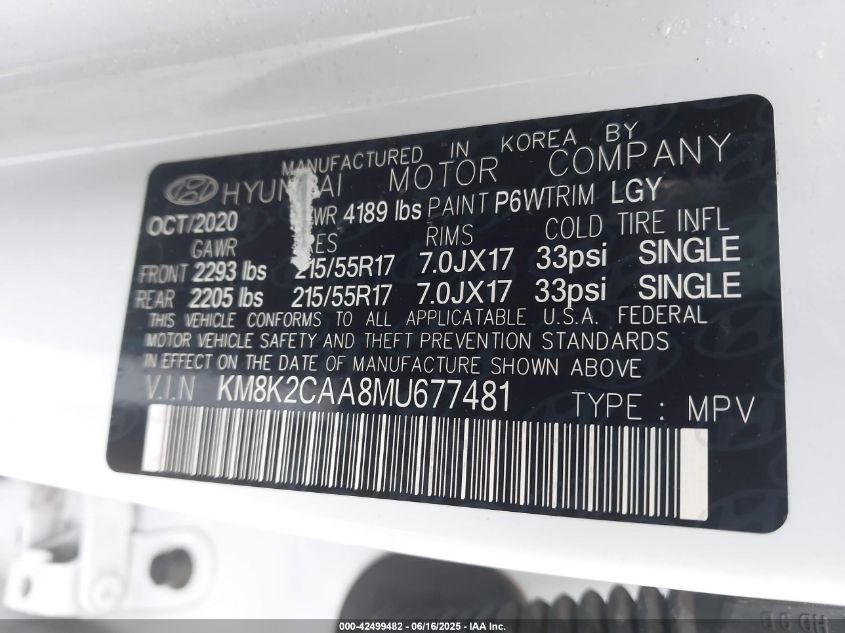 MANUFACTURED IN KOREA BY
HYUNDAI MOTOR COMPANY
OCT/2020 GVWR 4189 lbs PAINT P6W TRIM LGY
GAWR TIRES RIMS COLD TIRE INFL
FRONT 2293 lbs 215/55R17 7.0JX17 33psi SINGLE
REAR 2205 lbs 215/55R17 7.0JX17 33psi SINGLE
THIS VEHICLE CONFORMS TO ALL APPLICATABLE U.S.A. FEDERAL
MOTOR VEHICLE SAFETY AND THEFT PREVENTION STANDARDS
IN EFFECT ON THE DATE OF MANUFACTURE SHOWN ABOVE
V.I.N KM8K2CAA8MU677481 TYPE : MPV
000-42499482 - 06/16/2025 - IAA Inc.